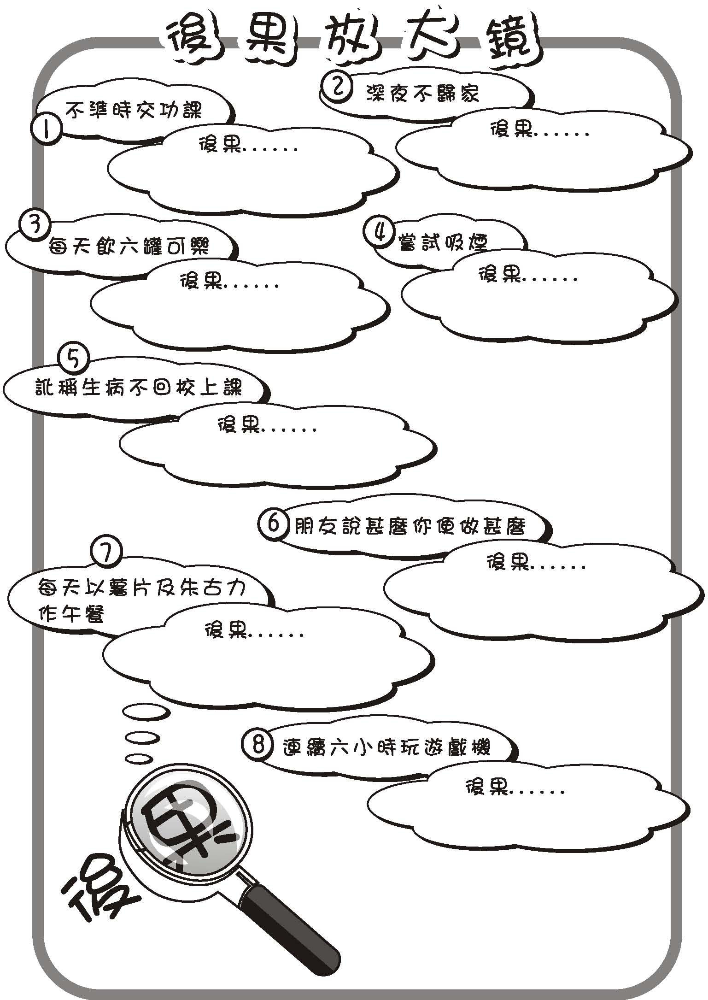 後果放大鏡
1
不準時交功課
後果......
2
深夜不歸家
後果......
3
每天飲六罐可樂
後果......
4
嘗試吸煙
後果......
5
訛稱生病不回校上課
後果......
6
朋友說甚麼你便做甚麼
後果......
7
每天以薯片及朱古力
作午餐
後果......
8
連續六小時玩遊戲機
後果......
後果